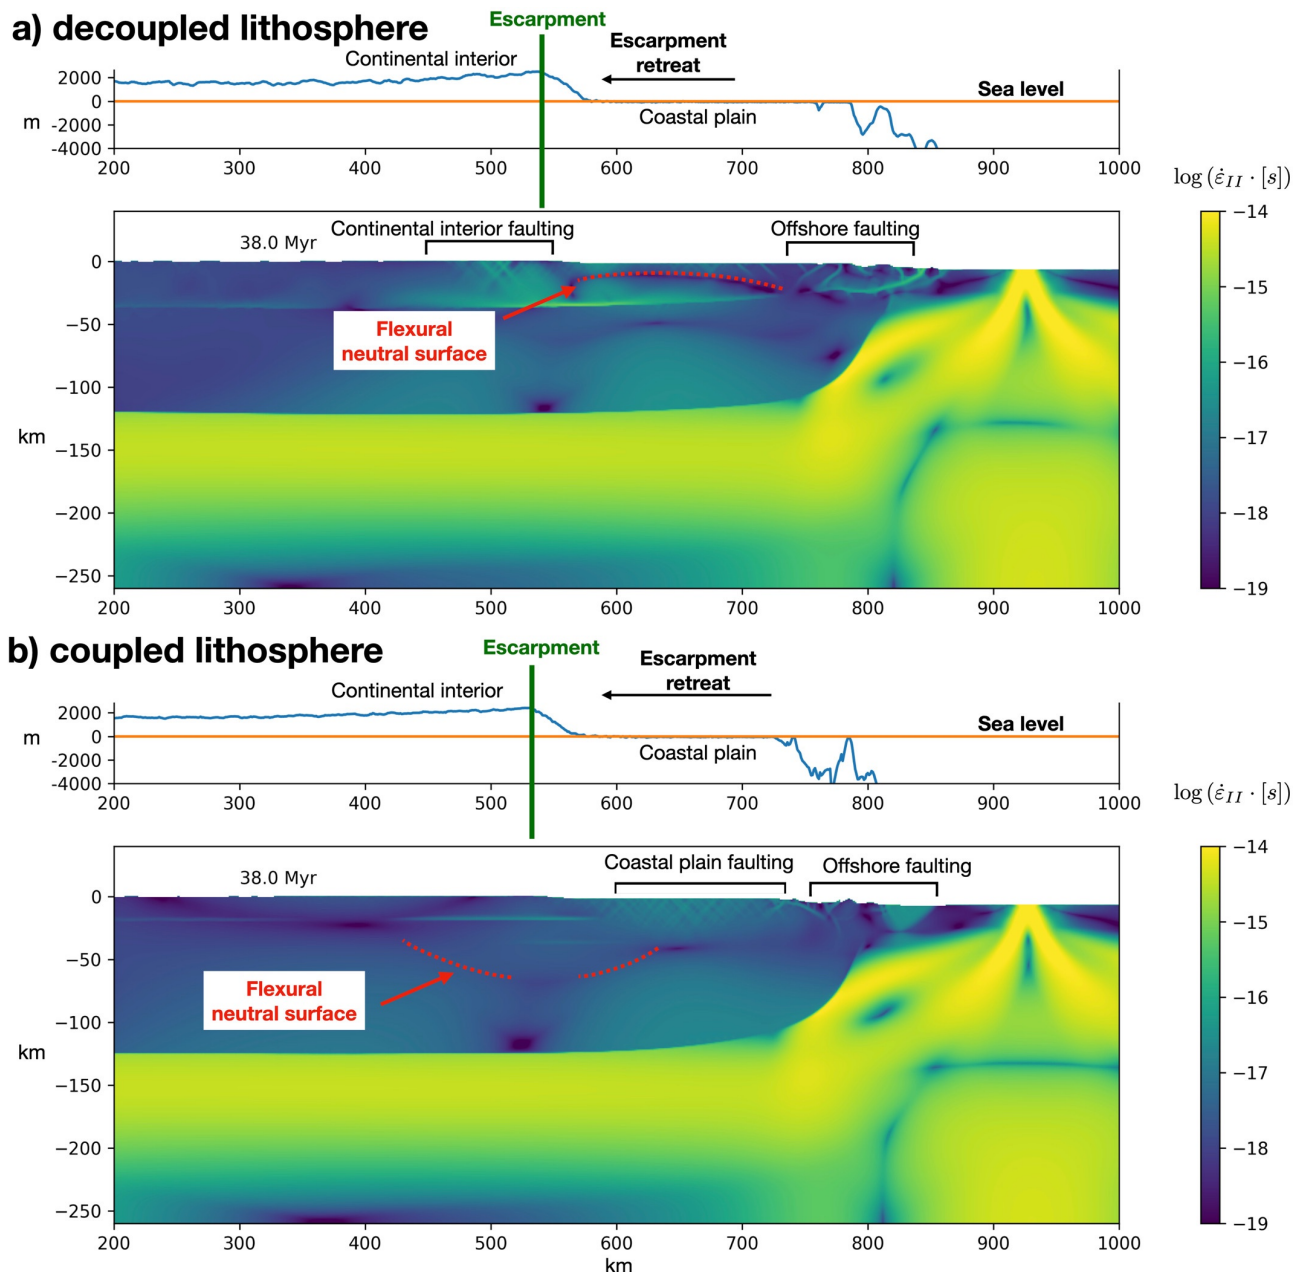 a) decoupled lithosphere
Escarpment
Continental interior
Escarpment
retreat
Sea level
Coastal plain
m
2000
0
-2000
-4000
200 300 400 500 600 700 800 900 1000
log (ε̇_II · [s])
38.0 Myr
Continental interior faulting
Offshore faulting
Flexural
neutral surface
km
0
−50
−100
−150
−200
−250
200 300 400 500 600 700 800 900 1000
−14
−15
−16
−17
−18
−19
b) coupled lithosphere
Escarpment
Continental interior
Escarpment
retreat
Sea level
Coastal plain
m
2000
0
-2000
-4000
200 300 400 500 600 700 800 900 1000
log (ε̇_II · [s])
38.0 Myr
Coastal plain faulting
Offshore faulting
Flexural
neutral surface
km
0
−50
−100
−150
−200
−250
200 300 400 500 600 700 800 900 1000
km
−14
−15
−16
−17
−18
−19